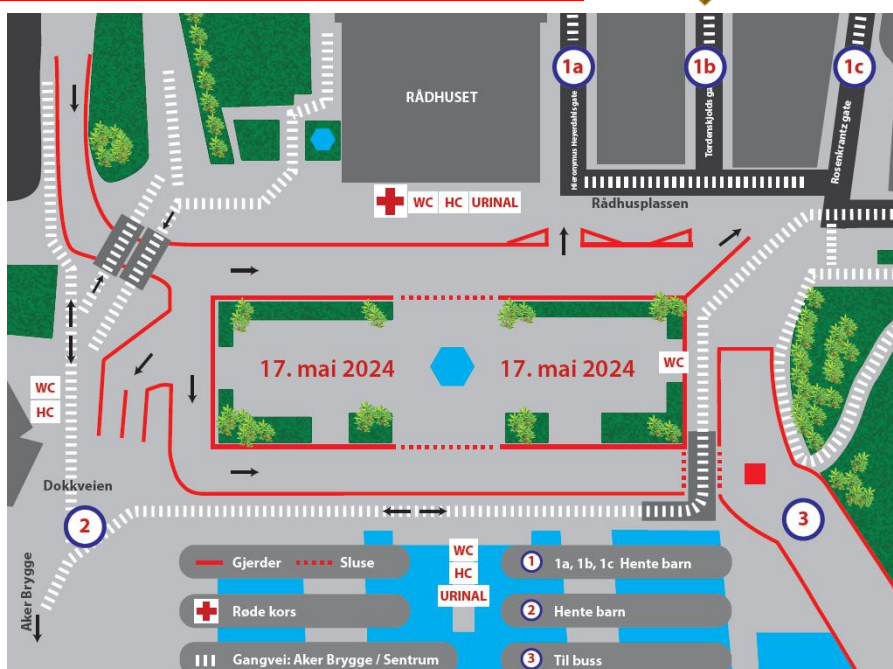 1a
1b
1c
RÅDHUSET
Hieronymus Heyerdahls gate
Tordenskjolds ga
Rosenkrantz gate
WC HC URINAL
Rådhusplassen
17. mai 2024
17. mai 2024
WC
WC
HC
Dokkveien
2
3
Aker Brygge
Gjerder
Sluse
WC
HC
URINAL
1 1a, 1b, 1c Hente barn
Røde kors
2 Hente barn
Gangvei: Aker Brygge / Sentrum
3 Til buss